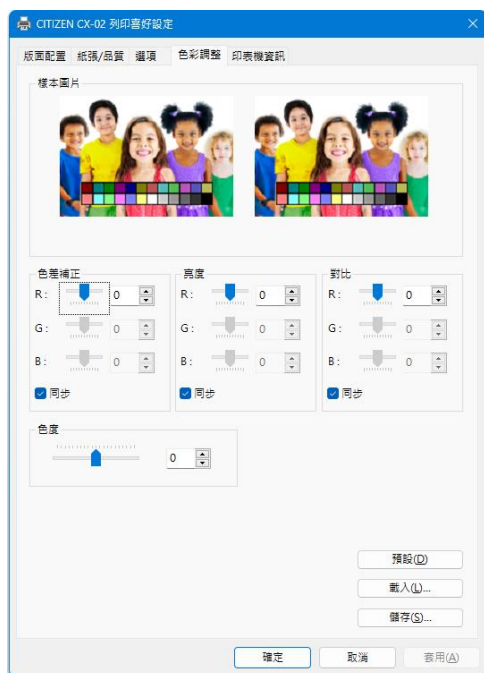 CITIZEN CX-02 列印喜好設定
版面配置 紙張/品質 選項 色彩調整 印表機資訊
樣本圖片
色差補正 亮度 對比
R: 0 R: 0 R: 0
G: 0 G: 0 G: 0
B: 0 B: 0 B: 0
同步 同步 同步
色度
0
預設(D)
載入(L)...
儲存(S)...
確定 取消 套用(A)